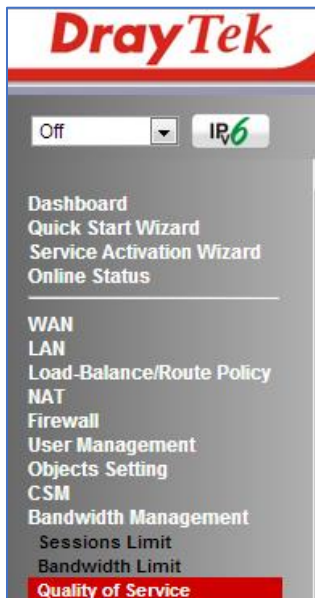 DrayTek
Off IPv6
Dashboard
Quick Start Wizard
Service Activation Wizard
Online Status
WAN
LAN
Load-Balance/Route Policy
NAT
Firewall
User Management
Objects Setting
CSM
Bandwidth Management
Sessions Limit
Bandwidth Limit
Quality of Service